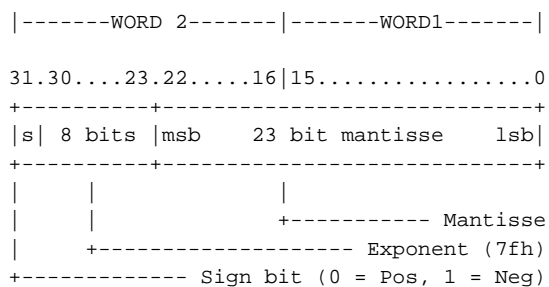 |-------WORD 2-------|-------WORD1-------|
31.30....23.22.....16|15.................0
+----------+-----------------------------+
|s| 8 bits |msb    23 bit mantisse    lsb|
+----------+-----------------------------+
|    |               |
|    |               +----------- Mantisse
|    +-------------------- Exponent (7fh)
+------------- Sign bit (0 = Pos, 1 = Neg)